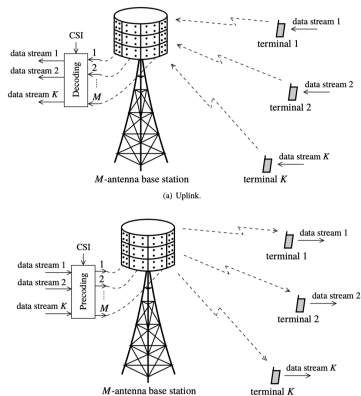 CSI
data stream 1
data stream 2
data stream K
Decoding
1
2
M
M-antenna base station
data stream 1
terminal 1
data stream 2
terminal 2
data stream K
terminal K
(a) Uplink.
CSI
data stream 1
data stream 2
data stream K
Precoding
1
2
M
M-antenna base station
data stream 1
terminal 1
data stream 2
terminal 2
data stream K
terminal K